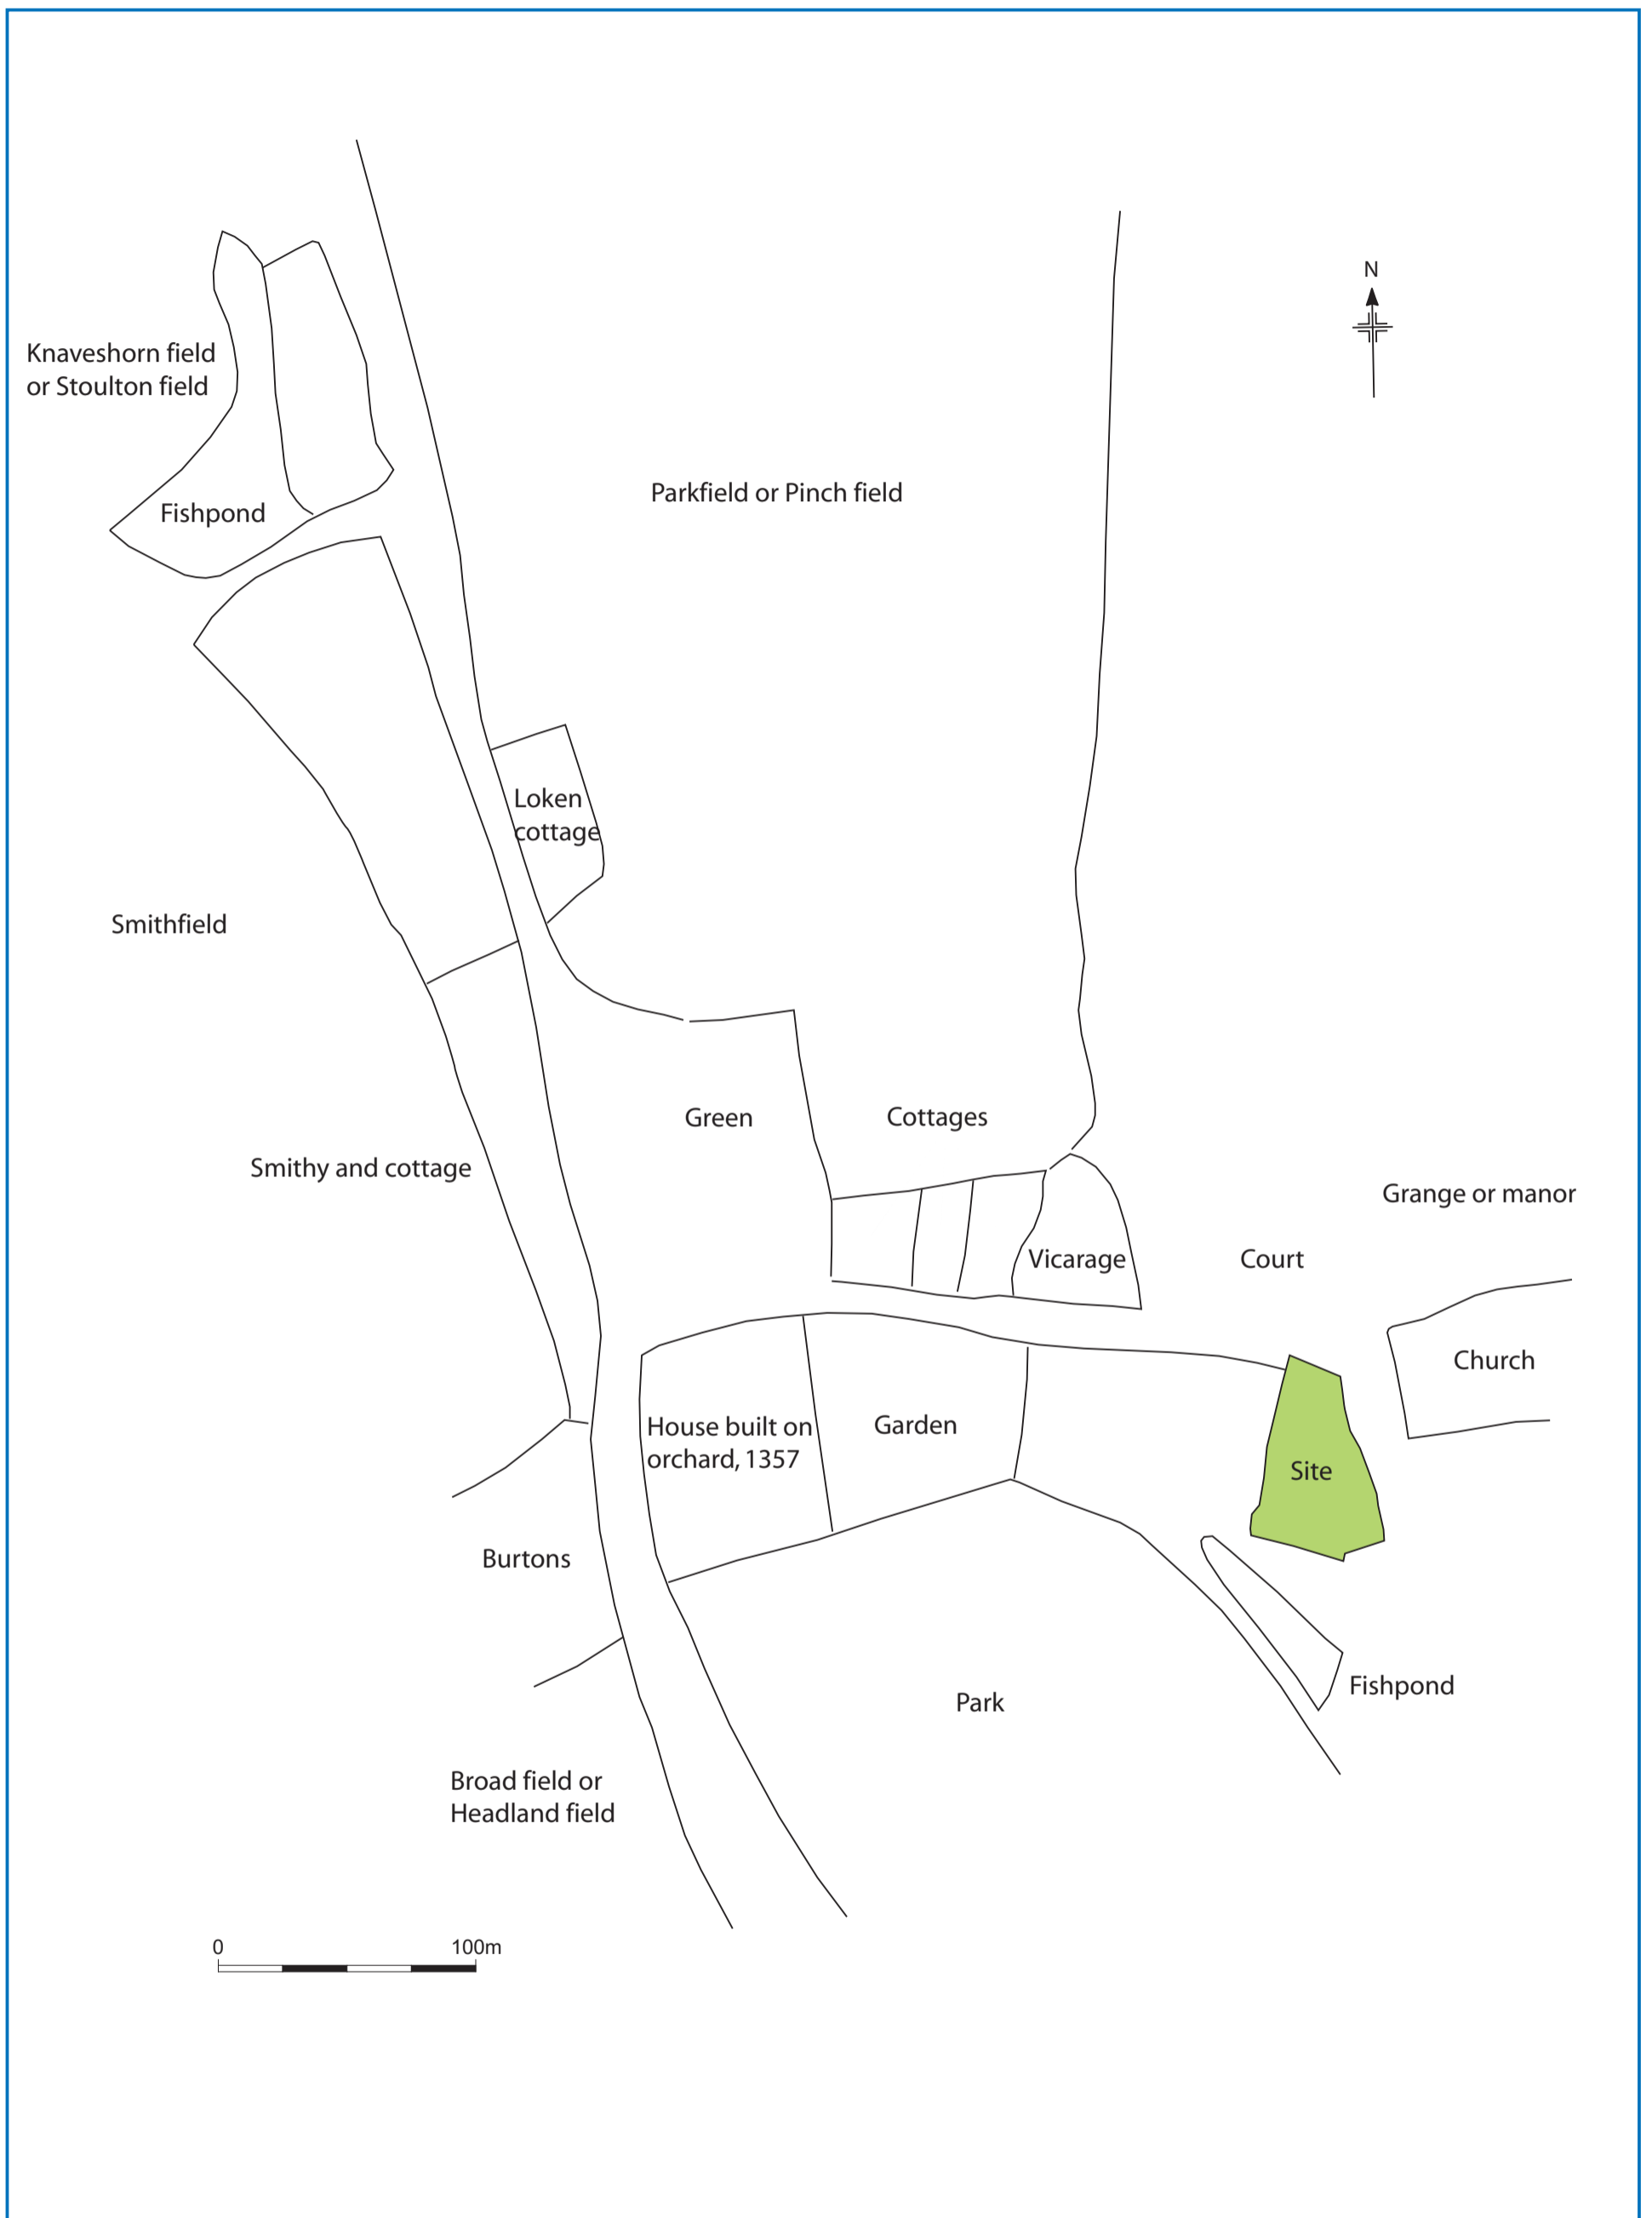 N
Knaveshorn field
or Stoulton field
Parkfield or Pinch field
Fishpond
Loken
cottage
Smithfield
Green
Cottages
Smithy and cottage
Grange or manor
Vicarage
Court
Church
House built on
orchard, 1357
Garden
Site
Burtons
Fishpond
Park
Broad field or
Headland field
0
100m